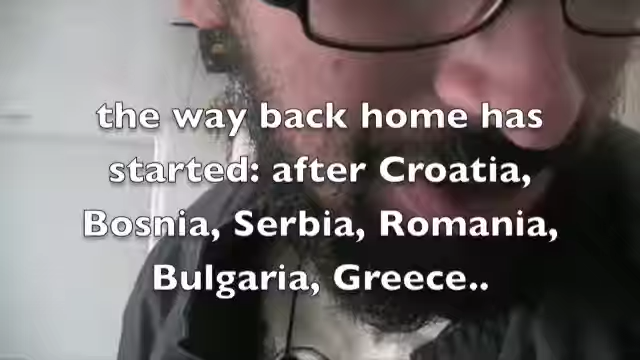 the way back home has
started: after Croatia,
Bosnia, Serbia, Romania,
Bulgaria, Greece..